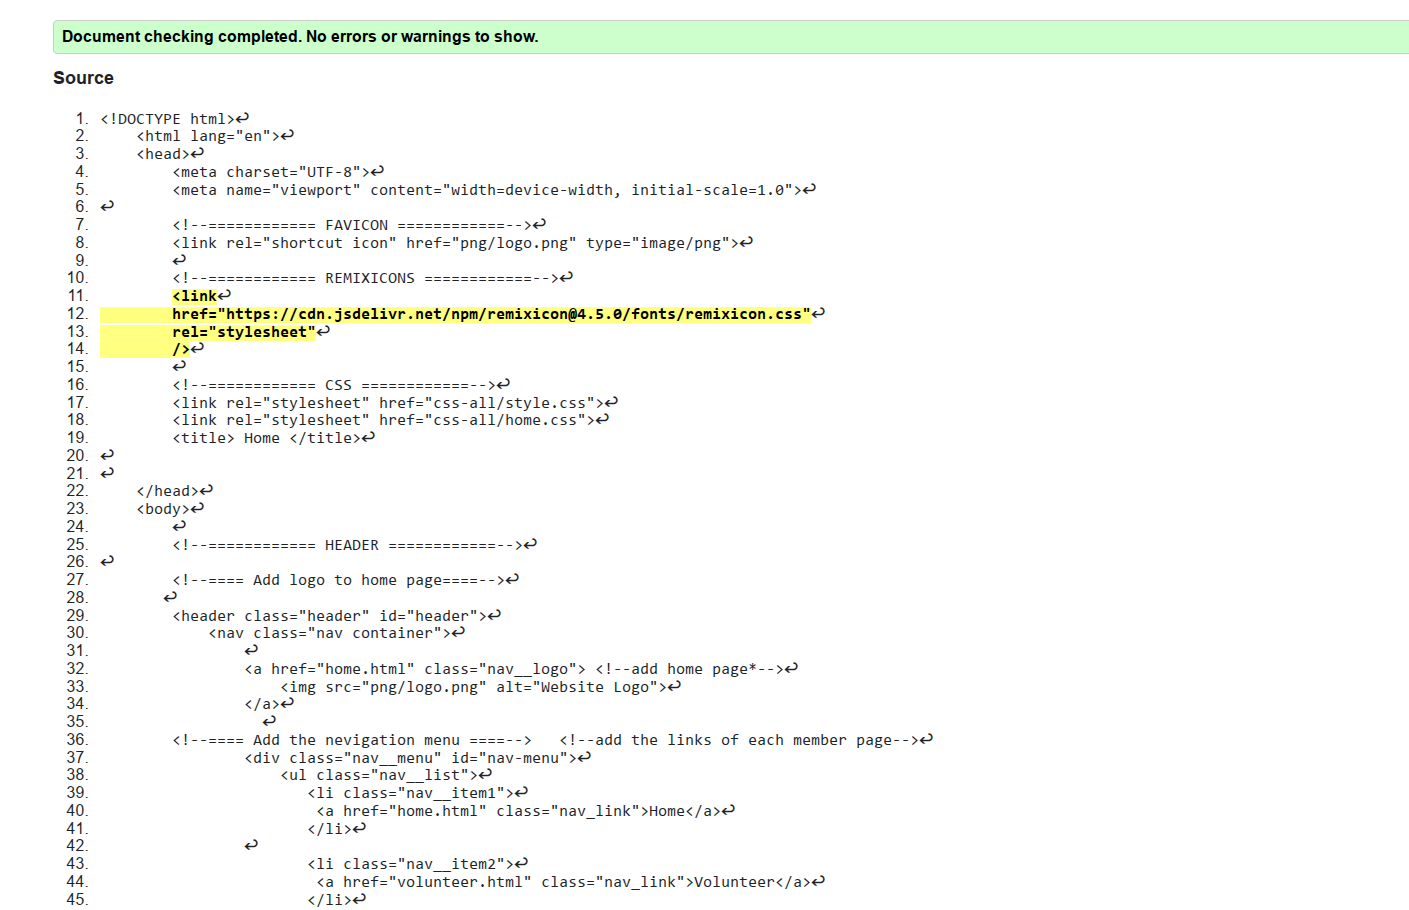 Document checking completed. No errors or warnings to show.
Source
1. <!DOCTYPE html>↩
2. <html lang="en">↩
3. <head>↩
4. <meta charset="UTF-8">↩
5. <meta name="viewport" content="width=device-width, initial-scale=1.0">↩
6. ↩
7. <!--============ FAVICON ============-->↩
8. <link rel="shortcut icon" href="png/logo.png" type="image/png">↩
9. ↩
10. <!--============ REMIXICONS ============-->↩
11. <link↩
12. href="https://cdn.jsdelivr.net/npm/remixicon@4.5.0/fonts/remixicon.css"↩
13. rel="stylesheet"↩
14. />↩
15. ↩
16. <!--============ CSS ============-->↩
17. <link rel="stylesheet" href="css-all/style.css">↩
18. <link rel="stylesheet" href="css-all/home.css">↩
19. <title> Home </title>↩
20. ↩
21. ↩
22. </head>↩
23. <body>↩
24. ↩
25. <!--============ HEADER ============-->↩
26. ↩
27. <!--==== Add logo to home page====-->↩
28. ↩
29. <header class="header" id="header">↩
30. <nav class="nav container">↩
31. ↩
32. <a href="home.html" class="nav__logo"> <!--add home page*-->↩
33. <img src="png/logo.png" alt="Website Logo">↩
34. </a>↩
35. ↩
36. <!--==== Add the nevigation menu ====--> <!--add the links of each member page-->↩
37. <div class="nav__menu" id="nav-menu">↩
38. <ul class="nav__list">↩
39. <li class="nav__item1">↩
40. <a href="home.html" class="nav_link">Home</a>↩
41. </li>↩
42. ↩
43. <li class="nav__item2">↩
44. <a href="volunteer.html" class="nav_link">Volunteer</a>↩
45. </li>↩